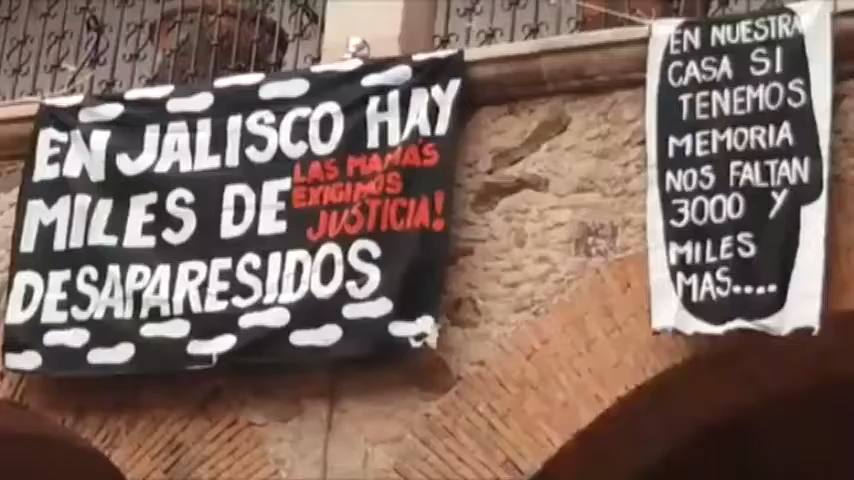 EN JALISCO HAY
MILES DE
DESAPARESIDOS
LAS MAMÁS
EXIGIMOS
JUSTICIA!
EN NUESTRA
CASA SI
TENEMOS
MEMORIA
NOS FALTAN
3000 Y
MILES
MAS....